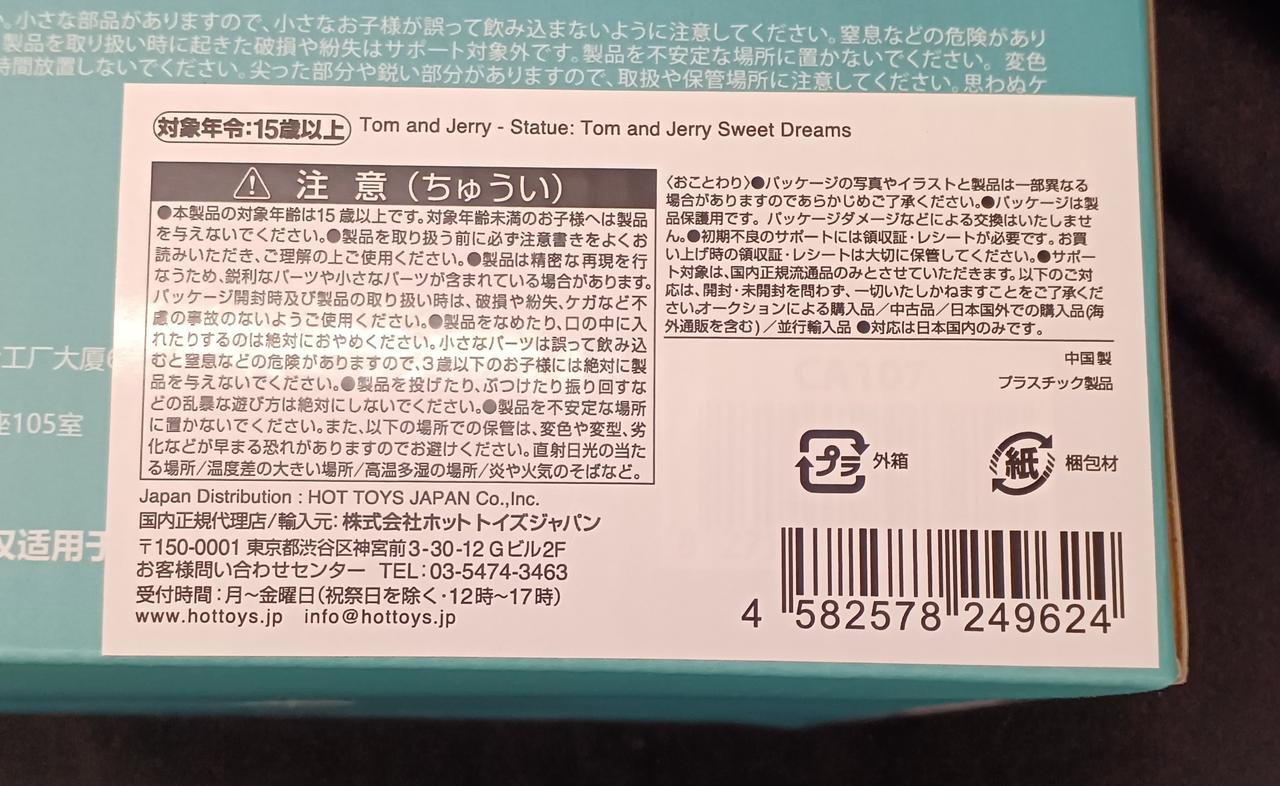 。小さな部品がありますので、小さなお子様が誤って飲み込まないように注意してください。窒息などの危険があり
製品を取り扱い時に起きた破損や紛失はサポート対象外です。製品を不安定な場所に置かないでください。変色
時間放置しないでください。尖った部分や鋭い部分がありますので、取扱や保管場所に注意してください。思わぬケ
対象年令:15歳以上 Tom and Jerry - Statue: Tom and Jerry Sweet Dreams
注 意(ちゅうい)
●本製品の対象年齢は15 歳以上です。対象年齢未満のお子様へは製品
を与えないでください。●製品を取り扱う前に必ず注意書きをよくお
読みいただき、ご理解の上ご使用ください。●製品は精密な再現を行
なうため、鋭利なパーツや小さなパーツが含まれている場合があります。
パッケージ開封時及び製品の取り扱い時は、破損や紛失、ケガなど不
慮の事故のないようご使用ください。●製品をなめたり、口の中に入
れたりするのは絶対におやめください。小さなパーツは誤って飲み込
むと窒息などの危険がありますので、3歳以下のお子様には絶対に製
品を与えないでください。●製品を投げたり、ぶつけたり振り回すな
どの乱暴な遊び方は絶対にしないでください。●製品を不安定な場所
に置かないでください。また、以下の場所での保管は、変色や変型、劣
化などが早まる恐れがありますのでお避けください。直射日光の当た
る場所/温度差の大きい場所/高温多湿の場所/炎や火気のそばなど。
〈おことわり〉●パッケージの写真やイラストと製品は一部異なる
場合がありますのであらかじめご了承ください。●パッケージは製
品保護用です。パッケージダメージなどによる交換はいたしませ
ん。●初期不良のサポートには領収証・レシートが必要です。お買
い上げ時の領収証・レシートは大切に保管してください。●サポー
ト対象は、国内正規流通品のみとさせていただきます。以下のご対
応は、開封・未開封を問わず、一切いたしかねますことをご了承くだ
さい。オークションによる購入品/中古品/日本国外での購入品(海
外通販を含む)/並行輸入品 ●対応は日本国内のみです。
中国製
プラスチック製品
プラ 外箱
紙 梱包材
Japan Distribution : HOT TOYS JAPAN Co.,Inc.
国内正規代理店/輸入元: 株式会社ホットトイズジャパン
〒150-0001 東京都渋谷区神宮前3-30-12 Gビル2F
お客様問い合わせセンター TEL:03-5474-3463
受付時間:月~金曜日(祝祭日を除く・12時~17時)
www.hottoys.jp info@hottoys.jp
4 582578 249624
工厂大厦6
座105室
仅适用于